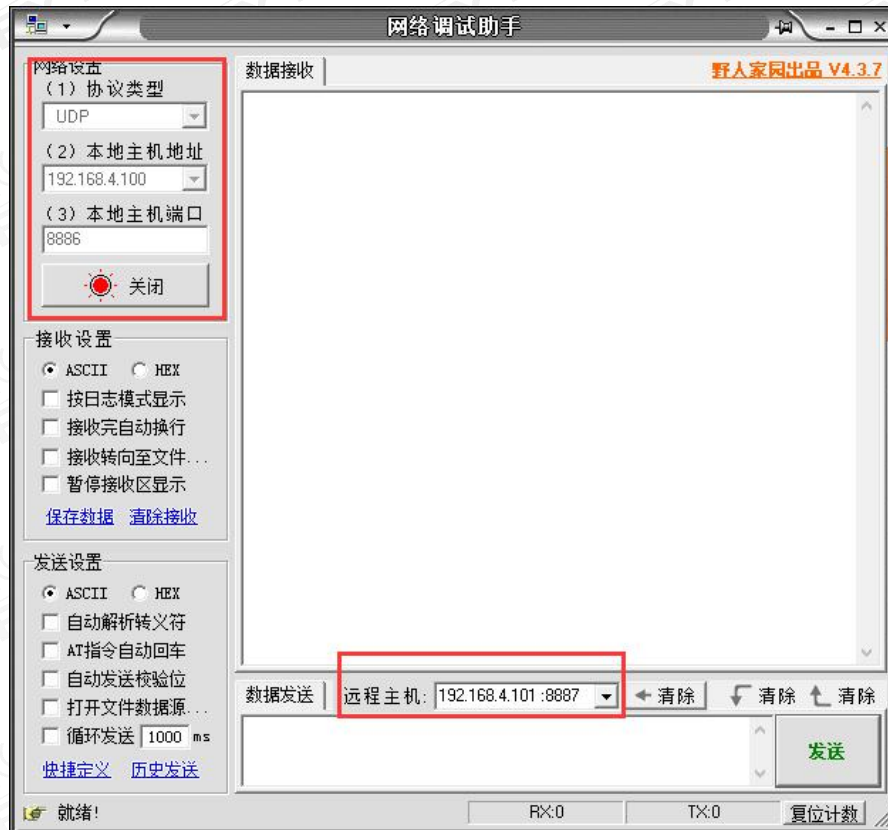 网络调试助手
网络设置
(1) 协议类型
UDP
(2) 本地主机地址
192.168.4.100
(3) 本地主机端口
8886
关闭
接收设置
ASCII HEX
按日志模式显示
接收完自动换行
接收转向至文件...
暂停接收区显示
保存数据 清除接收
发送设置
ASCII HEX
自动解析转义符
AT指令自动回车
自动发送校验位
打开文件数据源...
循环发送 1000 ms
快捷定义 历史发送
数据接收 野人家园出品 V4.3.7
数据发送 远程主机: 192.168.4.101 :8887 清除 清除 清除
发送
就绪! RX:0 TX:0 复位计数